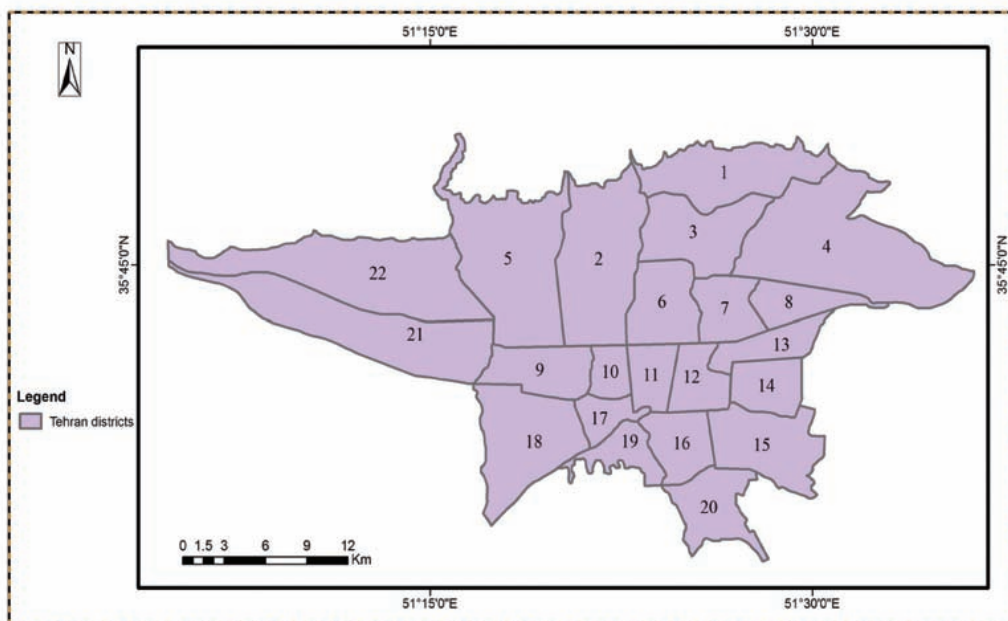 51°15'0"E 51°30'0"E
N
1
3
4
35°45'0"N 35°45'0"N
22 5 2
6 7 8
21
13
9 10 11 12
14
Legend
Tehran districts
17
18 19 16 15
20
0 1.5 3 6 9 12
Km
51°15'0"E 51°30'0"E